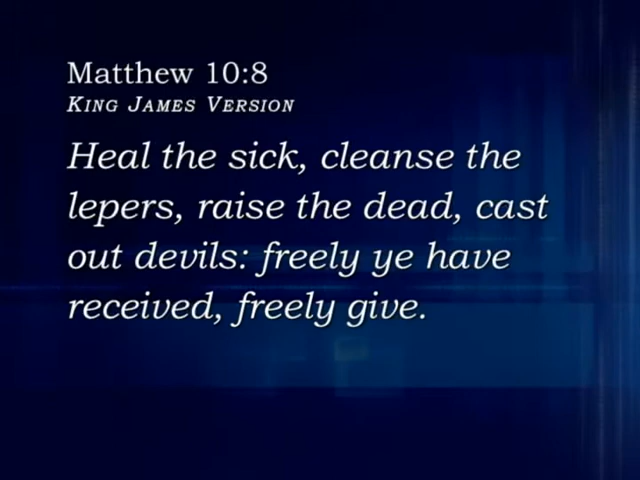 Matthew 10:8
King James Version
Heal the sick, cleanse the
lepers, raise the dead, cast
out devils: freely ye have
received, freely give.